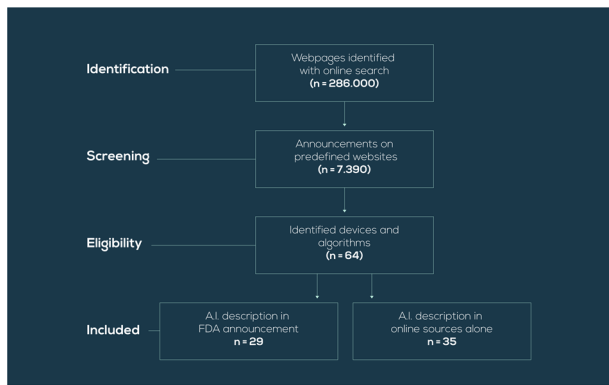 Identification
Webpages identified
with online search
(n = 286.000)
Screening
Announcements on
predefined websites
(n = 7.390)
Eligibility
Identified devices and
algorithms
(n = 64)
Included
A.I. description in
FDA announcement
n = 29
A.I. description in
online sources alone
n = 35